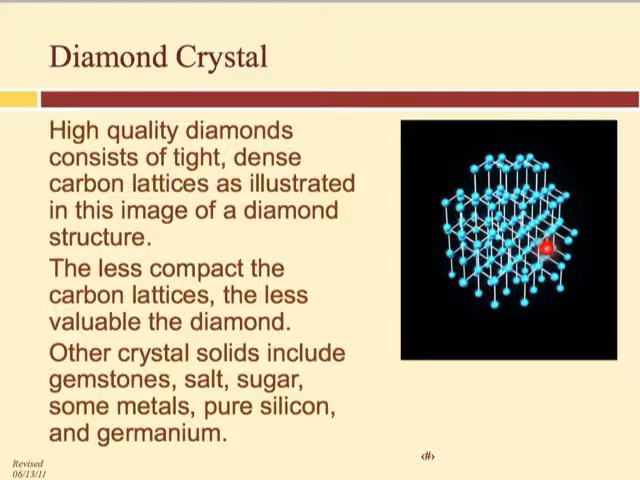 Diamond Crystal
High quality diamonds
consists of tight, dense
carbon lattices as illustrated
in this image of a diamond
structure.
The less compact the
carbon lattices, the less
valuable the diamond.
Other crystal solids include
gemstones, salt, sugar,
some metals, pure silicon,
and germanium.
‹#›
Revised
06/13/11